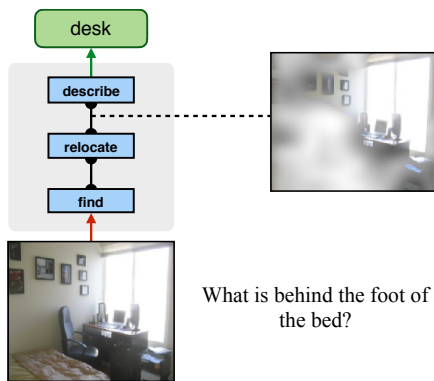 desk
describe
relocate
find
What is behind the foot of
the bed?